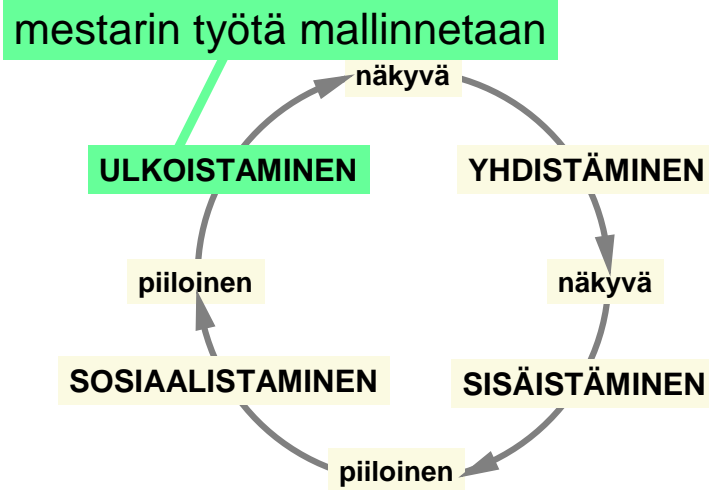 mestarin työtä mallinnetaan
näkyvä
ULKOISTAMINEN
YHDISTÄMINEN
piiloinen
näkyvä
SOSIAALISTAMINEN
SISÄISTÄMINEN
piiloinen